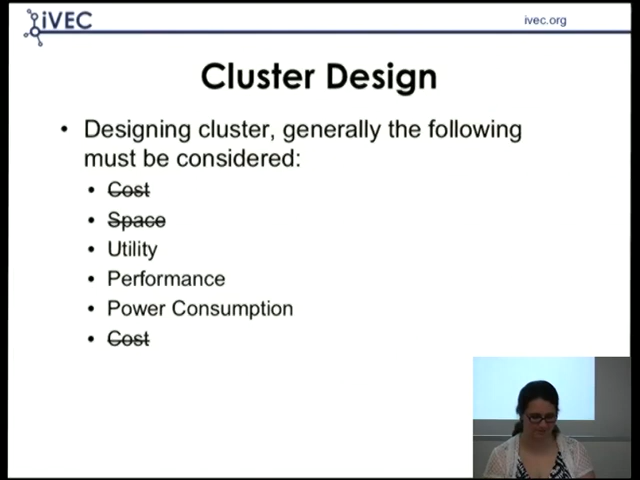 iVEC
ivec.org
Cluster Design
• Designing cluster, generally the following
must be considered:
• Cost
• Space
• Utility
• Performance
• Power Consumption
• Cost